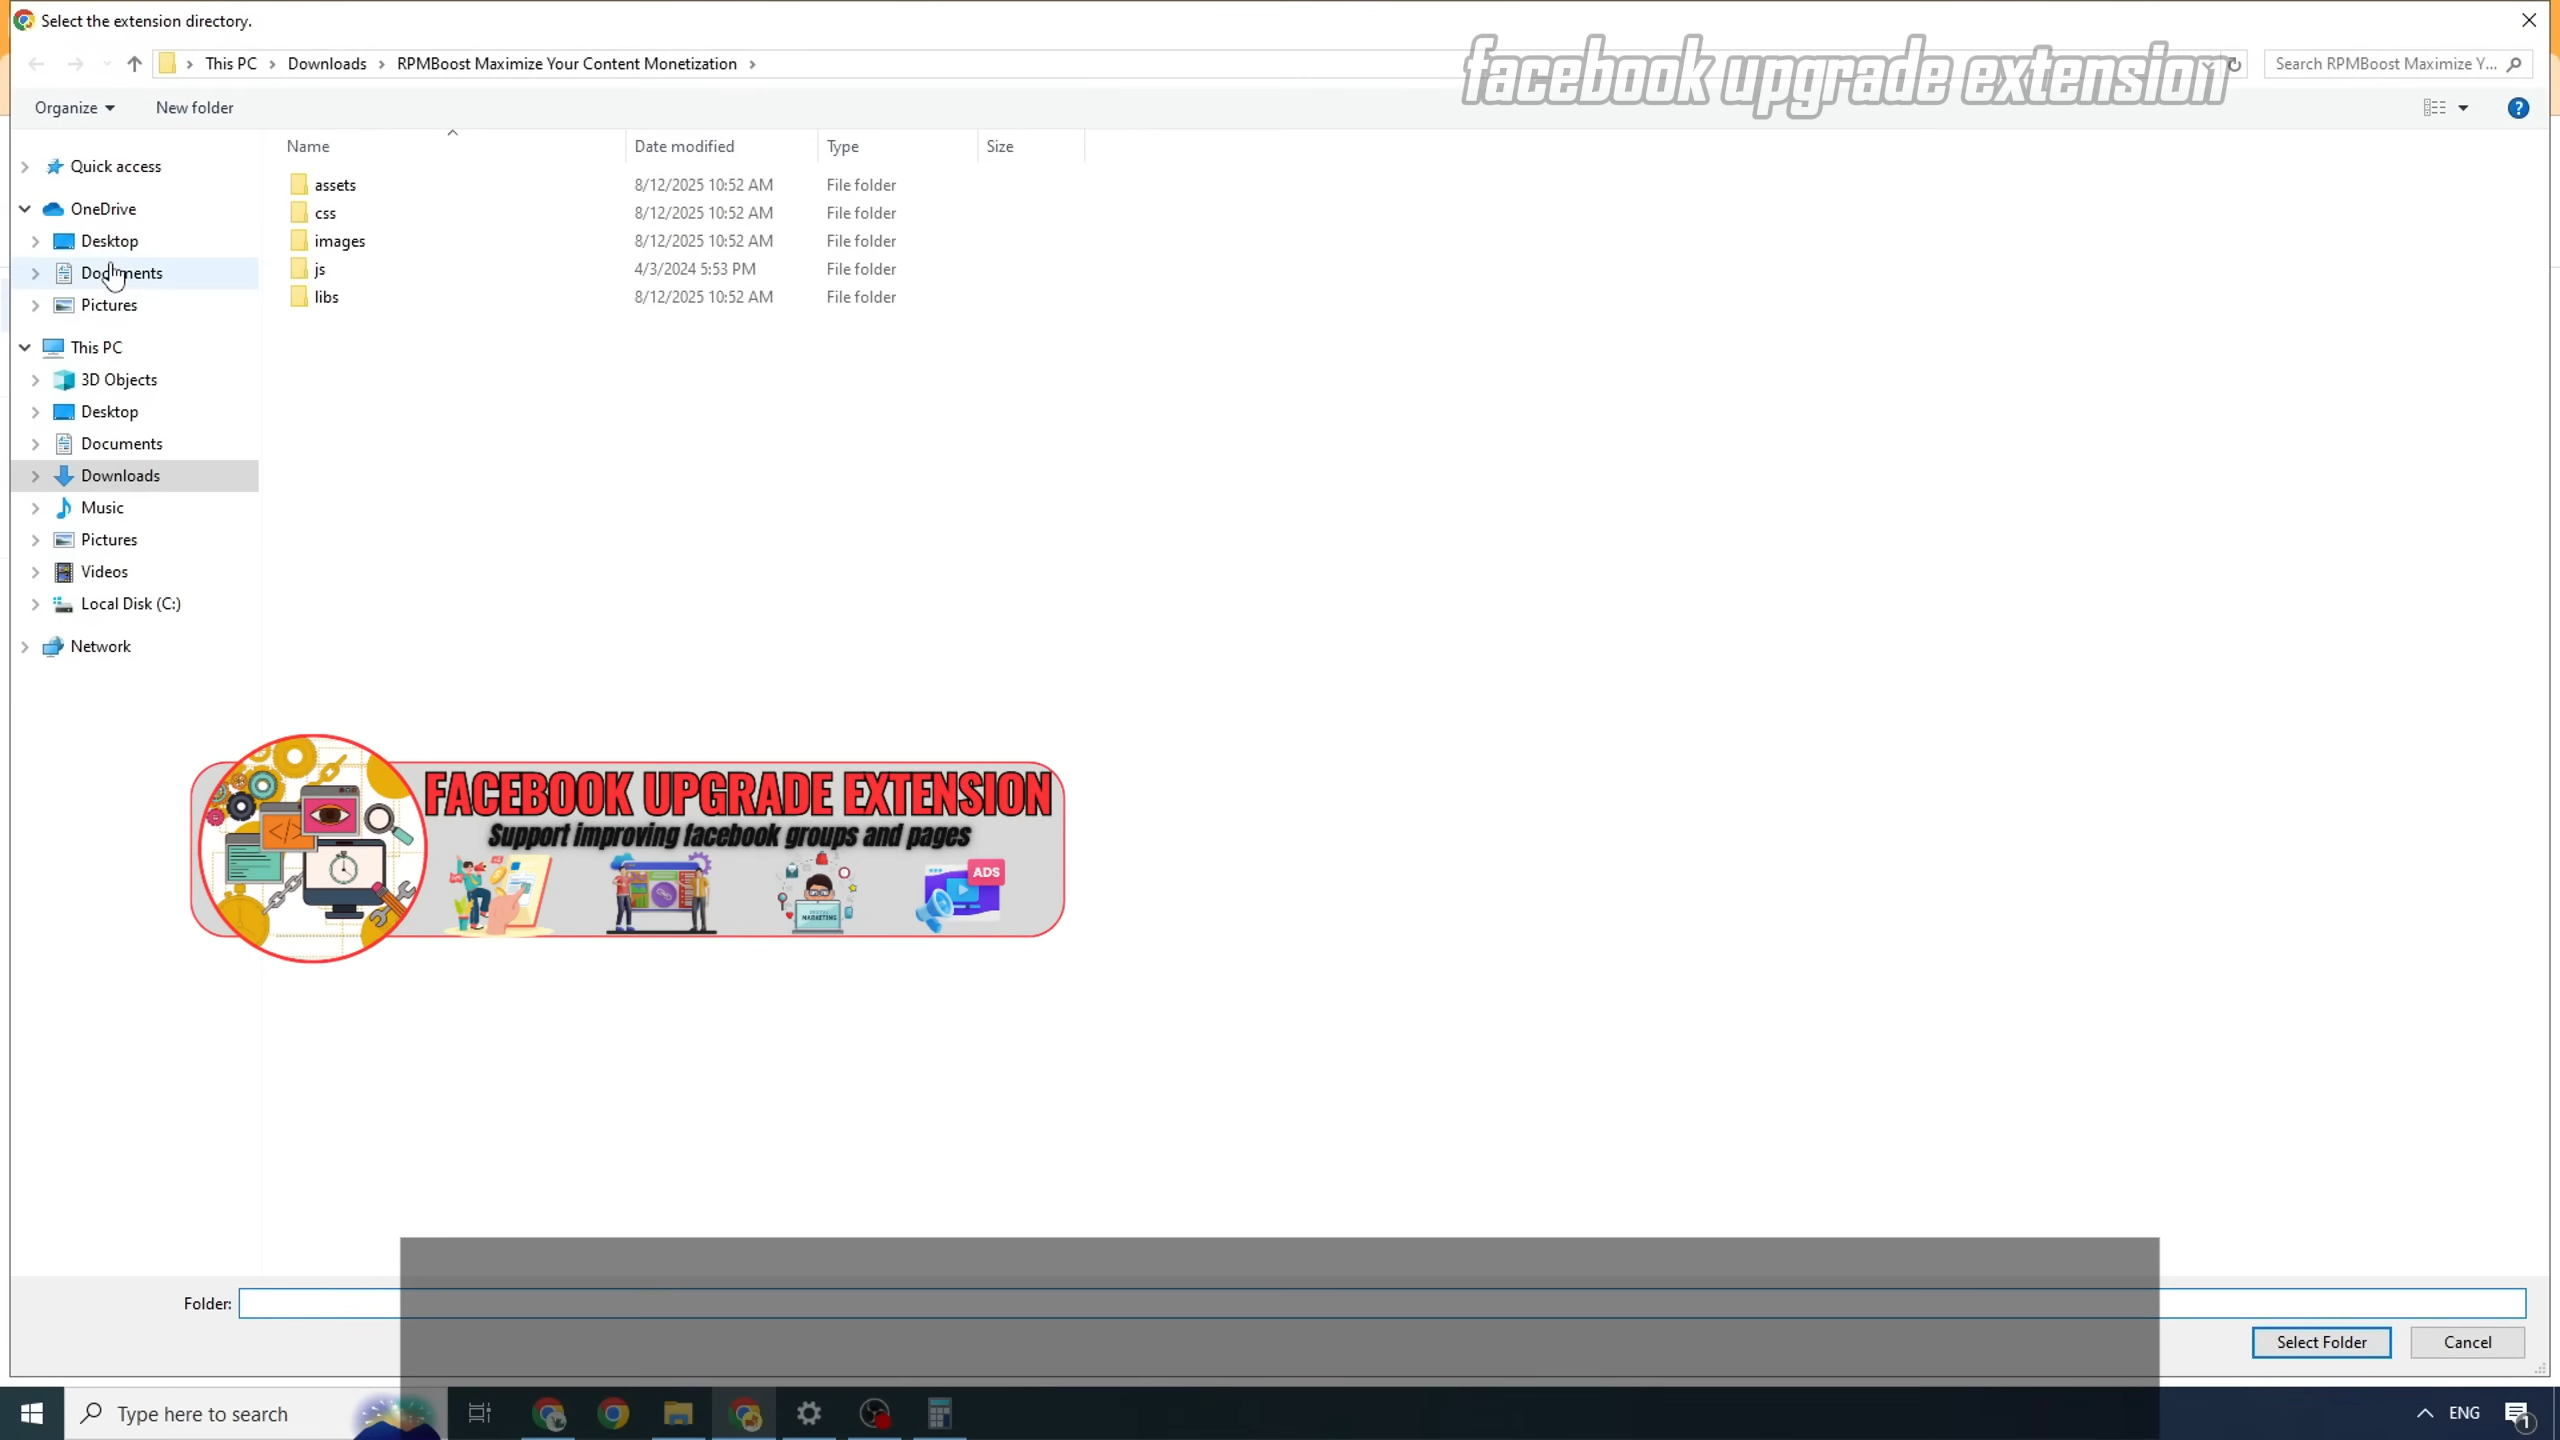 Select the extension directory.
This PC > Downloads > RPMBoost Maximize Your Content Monetization >
facebook upgrade extension
Search RPMBoost Maximize Y...
Organize
New folder
Name
Date modified
Type
Size
Quick access
OneDrive
Desktop
Documents
Pictures
This PC
3D Objects
Desktop
Documents
Downloads
Music
Pictures
Videos
Local Disk (C:)
Network
assets 8/12/2025 10:52 AM File folder
css 8/12/2025 10:52 AM File folder
images 8/12/2025 10:52 AM File folder
js 4/3/2024 5:53 PM File folder
libs 8/12/2025 10:52 AM File folder
FACEBOOK UPGRADE EXTENSION
Support improving facebook groups and pages
ADS
MARKETING
Folder:
Select Folder
Cancel
Type here to search
ENG
1